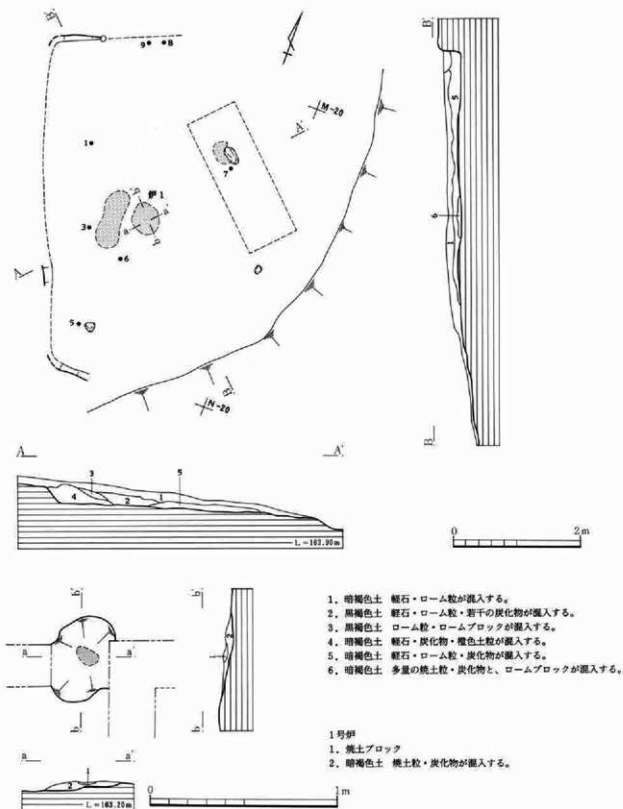 B'
9 8
M-20
A'
1
7
炉1
b' a'
3
a b
6
A
5
B'
N-20
B'
5
6
1
B
A A'
3 5
4 2 1
L=163.90m
0 2m
b'
a a'
b
b'
2
b
1. 暗褐色土 軽石・ローム粒が混入する。
2. 黒褐色土 軽石・ローム粒・若干の炭化物が混入する。
3. 黒褐色土 ローム粒・ロームブロックが混入する。
4. 暗褐色土 軽石・炭化物・橙色土粒が混入する。
5. 暗褐色土 軽石・ローム粒・炭化物が混入する。
6. 暗褐色土 多量の焼土粒・炭化物と、ロームブロックが混入する。
1号炉
1. 焼土ブロック
2. 暗褐色土 焼土粒・炭化物が混入する。
a a'
1
2
L=163.20m
0 1m